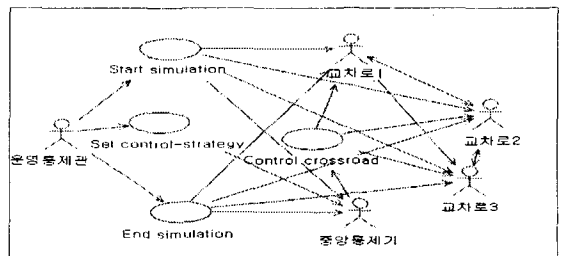 Start simulation
교차로1
운영통제관
Set control-strategy
Control crossroad
교차로2
End simulation
중앙통제기
교차로3